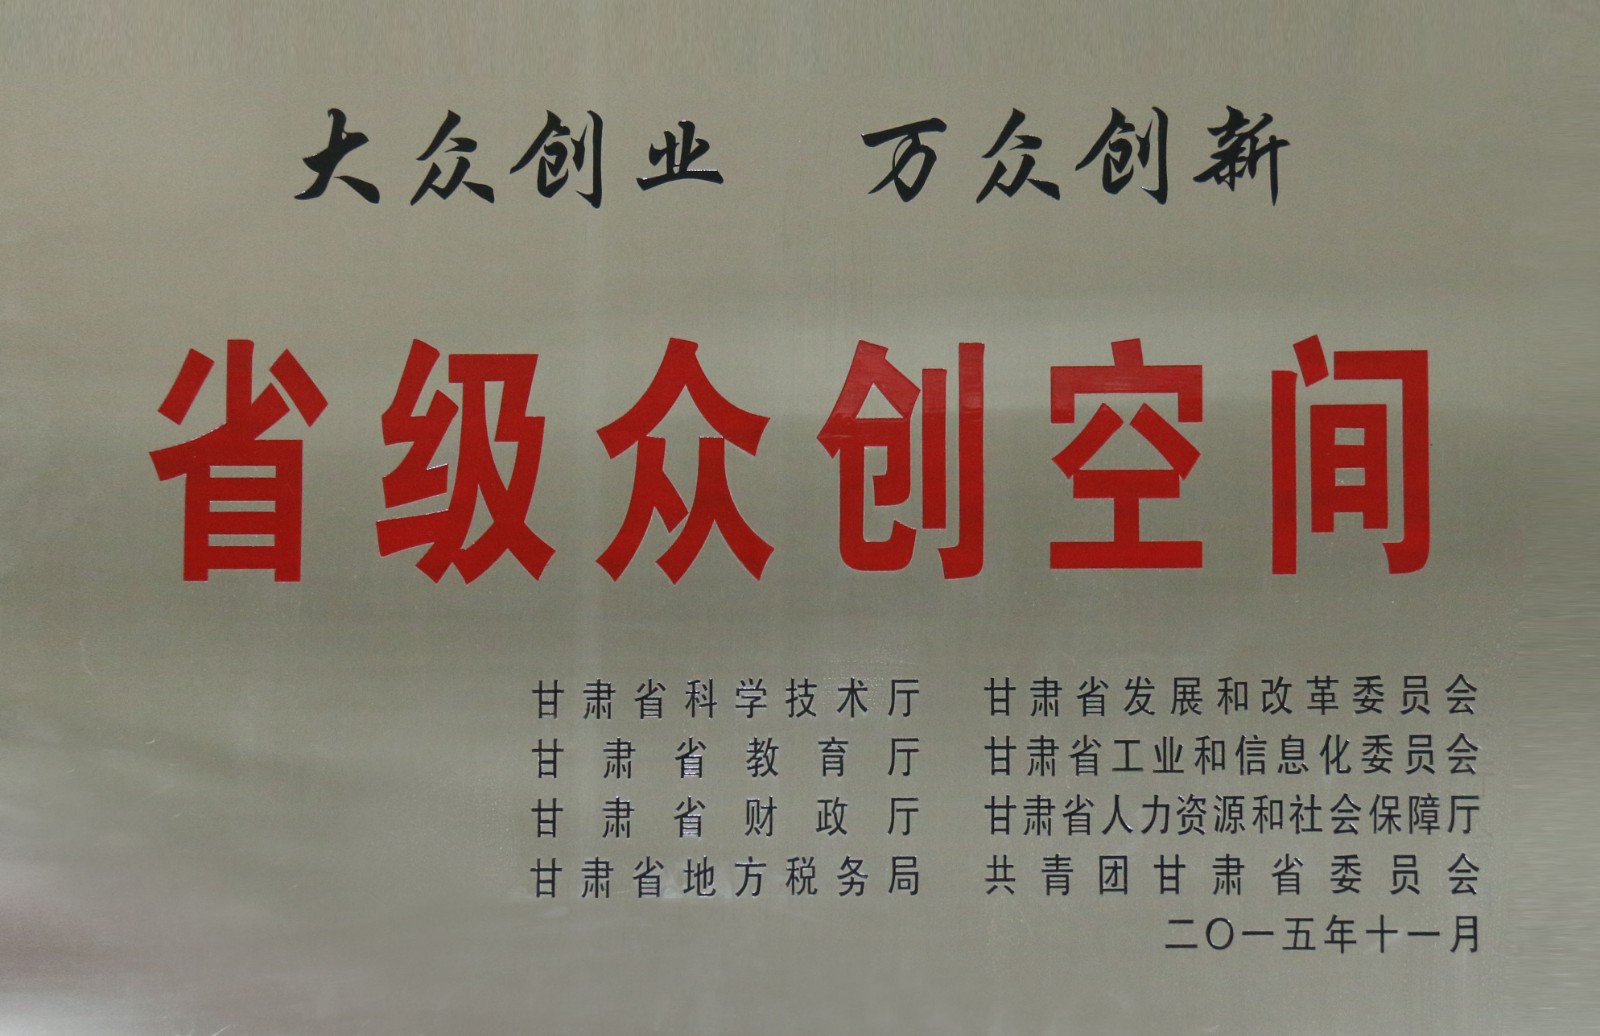 大众创业 万众创新
省级众创空间
甘肃省科学技术厅 甘肃省发展和改革委员会
甘肃省教育厅 甘肃省工业和信息化委员会
甘肃省财政厅 甘肃省人力资源和社会保障厅
甘肃省地方税务局 共青团甘肃省委员会
二〇一五年十一月